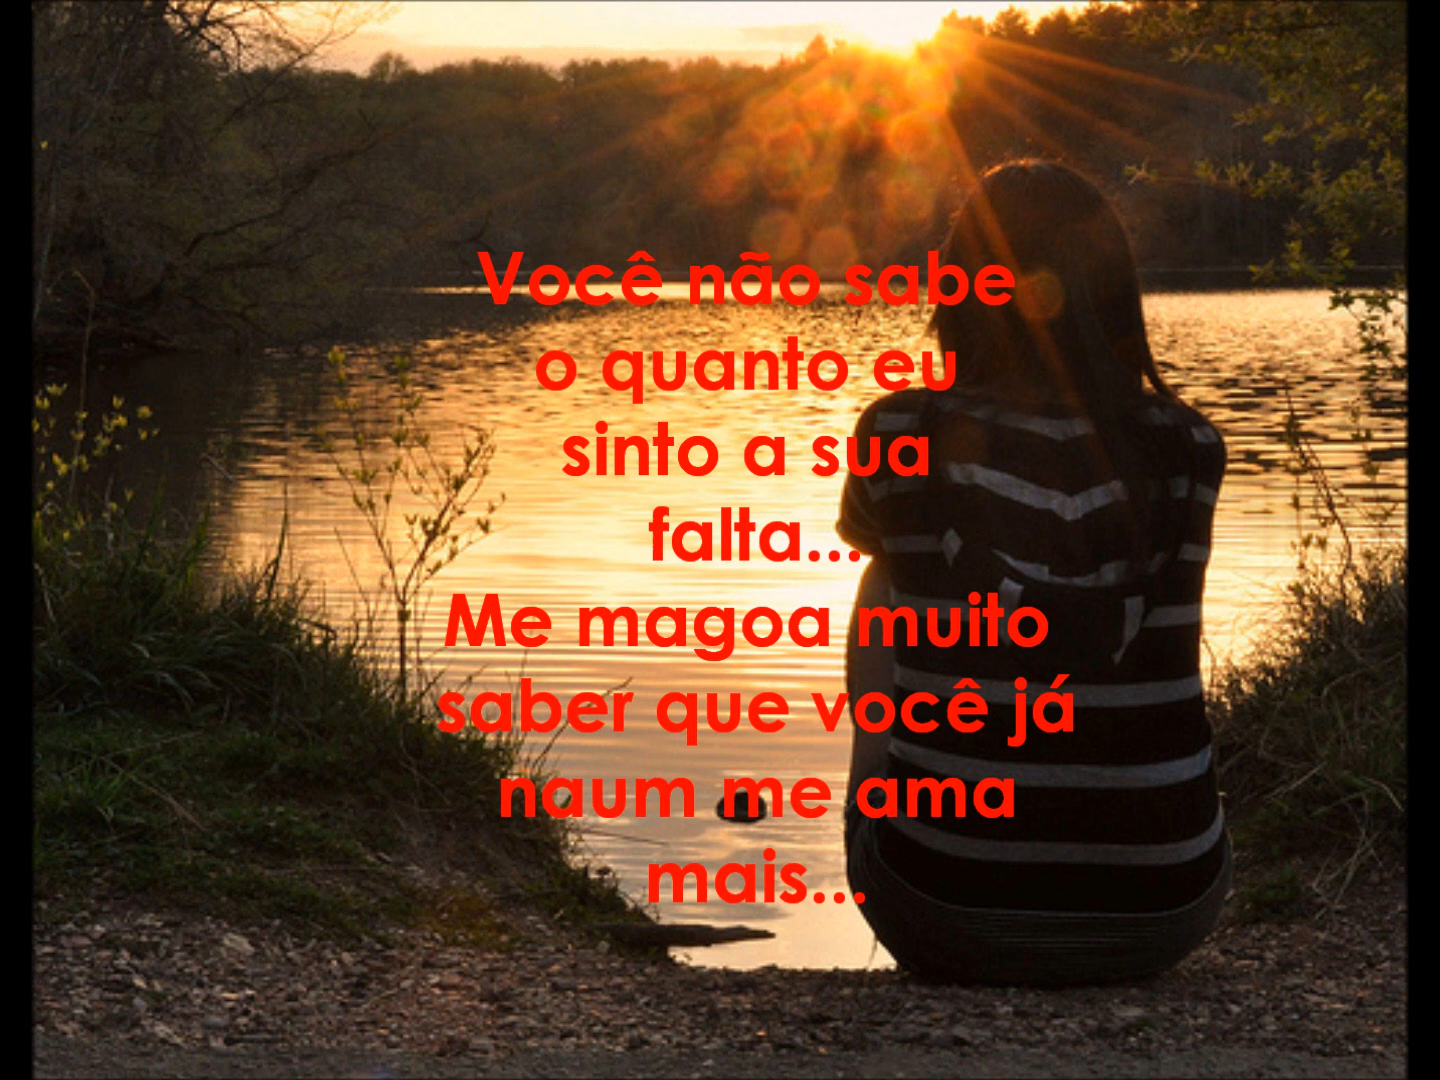 Você não sabe
o quanto eu
sinto a sua
falta...
Me magoa muito
saber que você já
naum me ama
mais...